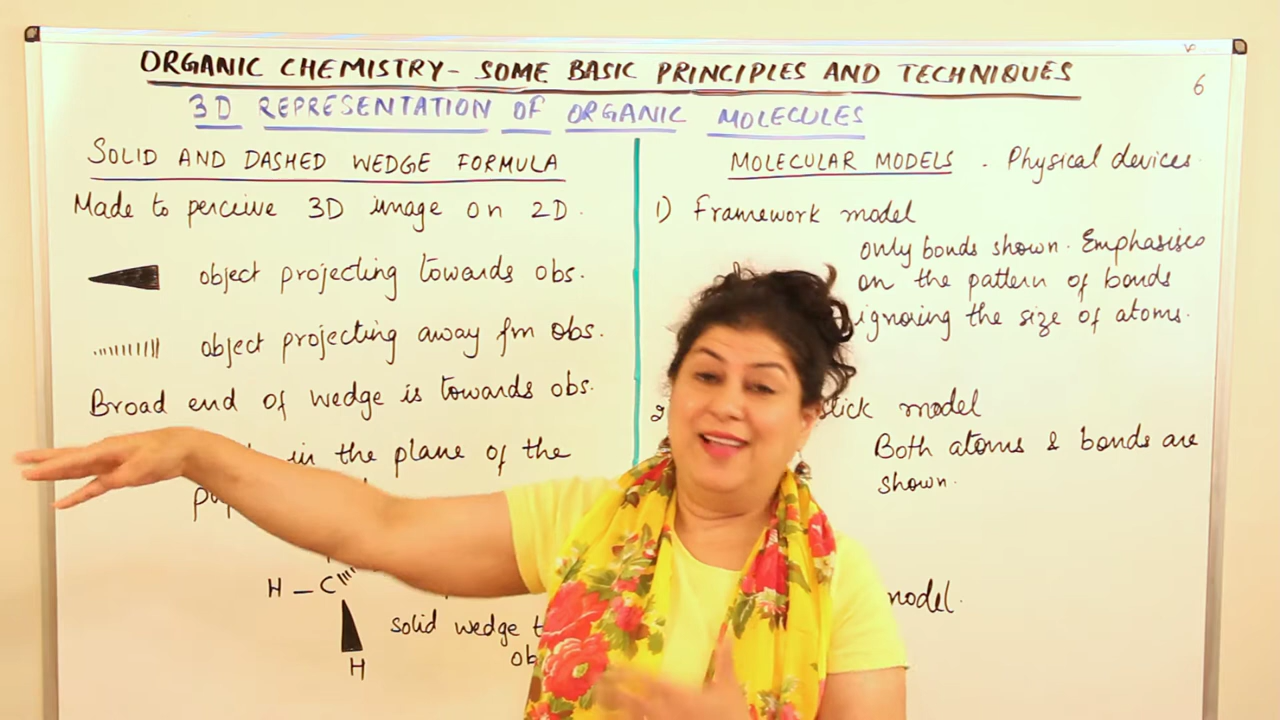 ORGANIC CHEMISTRY- SOME BASIC PRINCIPLES AND TECHNIQUES
6
3D REPRESENTATION OF ORGANIC MOLECULES
SOLID AND DASHED WEDGE FORMULA
Made to perceive 3D image on 2D.
object projecting towards obs.
object projecting away fm obs.
Broad end of wedge is towards obs.
in the plane of the
H - C
solid wedge
H
MOLECULAR MODELS - Physical devices.
1) Framework model
only bonds shown. Emphasises
on the pattern of bonds
ignoring the size of atoms.
2
stick model
Both atoms & bonds are
shown.
model.